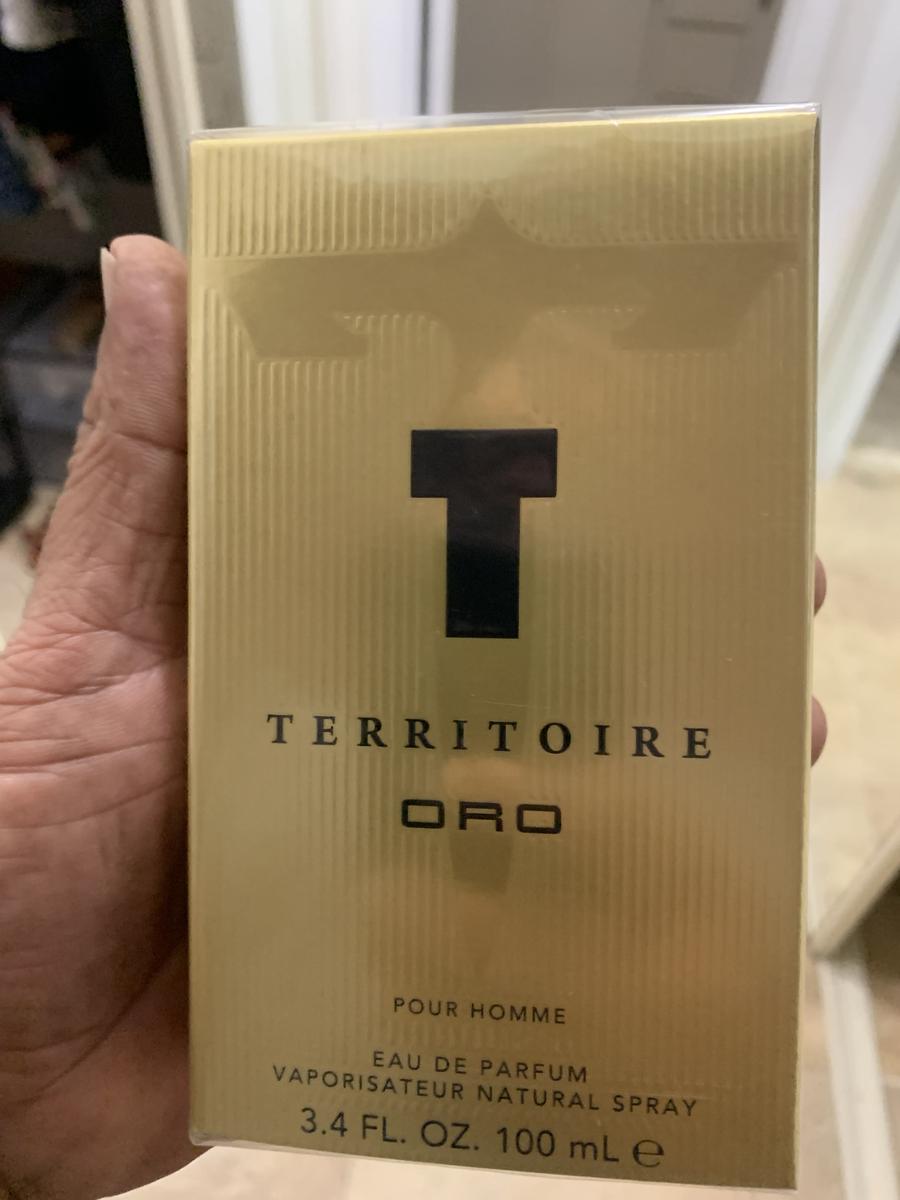 T
TERRITOIRE
ORO
POUR HOMME
EAU DE PARFUM
VAPORISATEUR NATURAL SPRAY
3.4 FL. OZ. 100 mL ℮